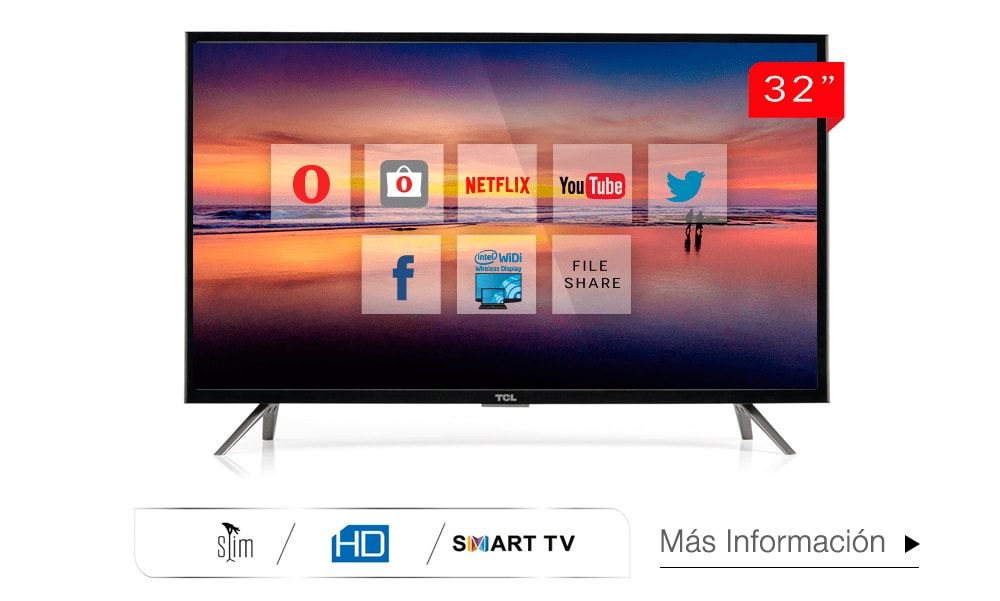 32”
O
O
NETFLIX
YouTube
f
intel WiDi
Wireless Display
FILE
SHARE
TCL
slim
HD
SMART TV
Más Información